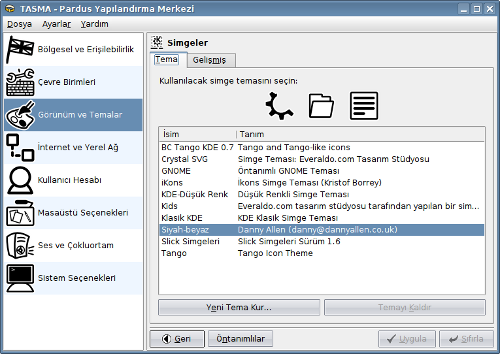 TASMA - Pardus Yapılandırma Merkezi
Dosya Ayarlar Yardım
Bölgesel ve Erişilebilirlik
Çevre Birimleri
Görünüm ve Temalar
İnternet ve Yerel Ağ
Kullanıcı Hesabı
Masaüstü Seçenekleri
Ses ve Çokluortam
Sistem Seçenekleri
Simgeler
Tema Gelişmiş
Kullanılacak simge temasını seçin:
İsim Tanım
BC Tango KDE 0.7 Tango and Tango-like icons
Crystal SVG Simge Teması: Everaldo.com Tasarım Stüdyosu
GNOME Öntanımlı GNOME Teması
iKons iKons Simge Teması (Kristof Borrey)
KDE-Düşük Renk Düşük Renkli Simge Teması
Kids Everaldo.com tasarım stüdyosu tarafından yapılan bir sim...
Klasik KDE KDE Klasik Simge Teması
Siyah-beyaz Danny Allen (danny@dannyallen.co.uk)
Slick Simgeleri Slick Simgeleri Sürüm 1.6
Tango Tango Icon Theme
Yeni Tema Kur... Temayı Kaldır
Geri Öntanımlılar Uygula Sıfırla